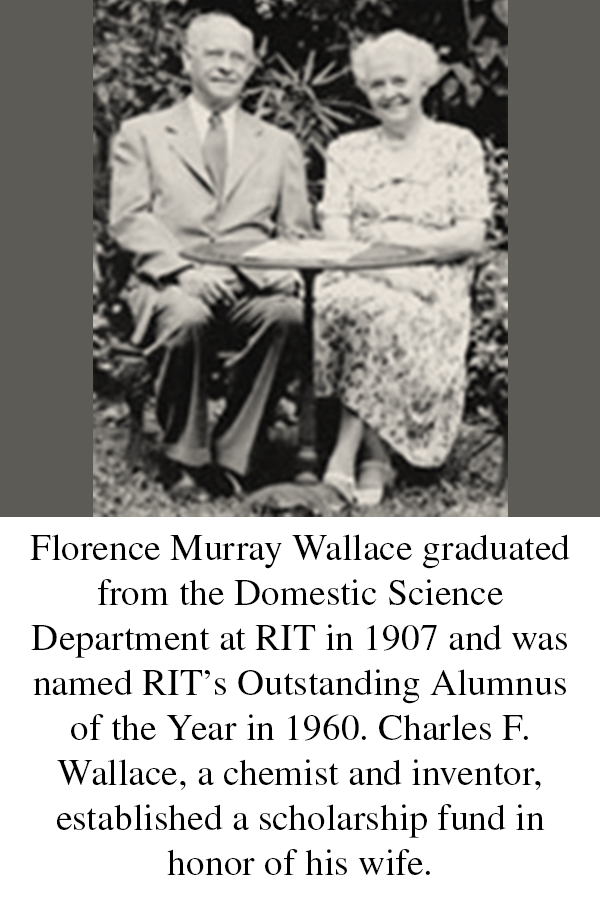 Florence Murray Wallace graduated
from the Domestic Science
Department at RIT in 1907 and was
named RIT’s Outstanding Alumnus
of the Year in 1960. Charles F.
Wallace, a chemist and inventor,
established a scholarship fund in
honor of his wife.